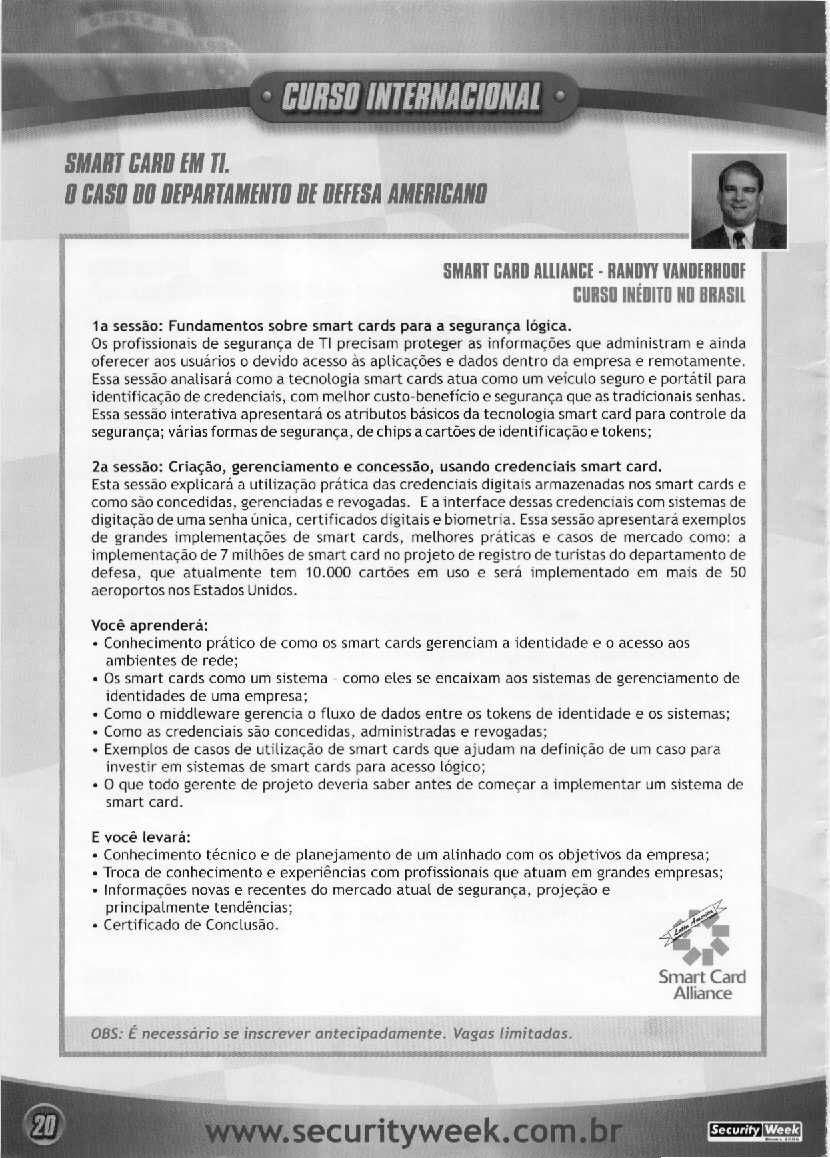 CURSO INTERNACIONAL
SMART CARD EM TI.
O CASO DO DEPARTAMENTO DE DEFESA AMERICANO
SMART CARD ALLIANCE - RANDYY VANDERHOOF
CURSO INÉDITO NO BRASIL
1a sessão: Fundamentos sobre smart cards para a segurança lógica.
Os profissionais de segurança de TI precisam proteger as informações que administram e ainda
oferecer aos usuários o devido acesso às aplicações e dados dentro da empresa e remotamente.
Essa sessão analisará como a tecnologia smart cards atua como um veículo seguro e portátil para
identificação de credenciais, com melhor custo-benefício e segurança que as tradicionais senhas.
Essa sessão interativa apresentará os atributos básicos da tecnologia smart card para controle da
segurança; várias formas de segurança, de chips a cartões de identificação e tokens;
2a sessão: Criação, gerenciamento e concessão, usando credenciais smart card.
Esta sessão explicará a utilização prática das credenciais digitais armazenadas nos smart cards e
como são concedidas, gerenciadas e revogadas. E a interface dessas credenciais com sistemas de
digitação de uma senha única, certificados digitais e biometria. Essa sessão apresentará exemplos
de grandes implementações de smart cards, melhores práticas e casos de mercado como: a
implementação de 7 milhões de smart card no projeto de registro de turistas do departamento de
defesa, que atualmente tem 10.000 cartões em uso e será implementado em mais de 50
aeroportos nos Estados Unidos.
Você aprenderá:
• Conhecimento prático de como os smart cards gerenciam a identidade e o acesso aos
ambientes de rede;
• Os smart cards como um sistema - como eles se encaixam aos sistemas de gerenciamento de
identidades de uma empresa;
• Como o middleware gerencia o fluxo de dados entre os tokens de identidade e os sistemas;
• Como as credenciais são concedidas, administradas e revogadas;
• Exemplos de casos de utilização de smart cards que ajudam na definição de um caso para
investir em sistemas de smart cards para acesso lógico;
• O que todo gerente de projeto deveria saber antes de começar a implementar um sistema de
smart card.
E você levará:
• Conhecimento técnico e de planejamento de um alinhado com os objetivos da empresa;
• Troca de conhecimento e experiências com profissionais que atuam em grandes empresas;
• Informações novas e recentes do mercado atual de segurança, projeção e
principalmente tendências;
• Certificado de Conclusão.
Latin America
Smart Card
Alliance
OBS: É necessário se inscrever antecipadamente. Vagas limitadas.
20
www.securityweek.com.br
Security Week